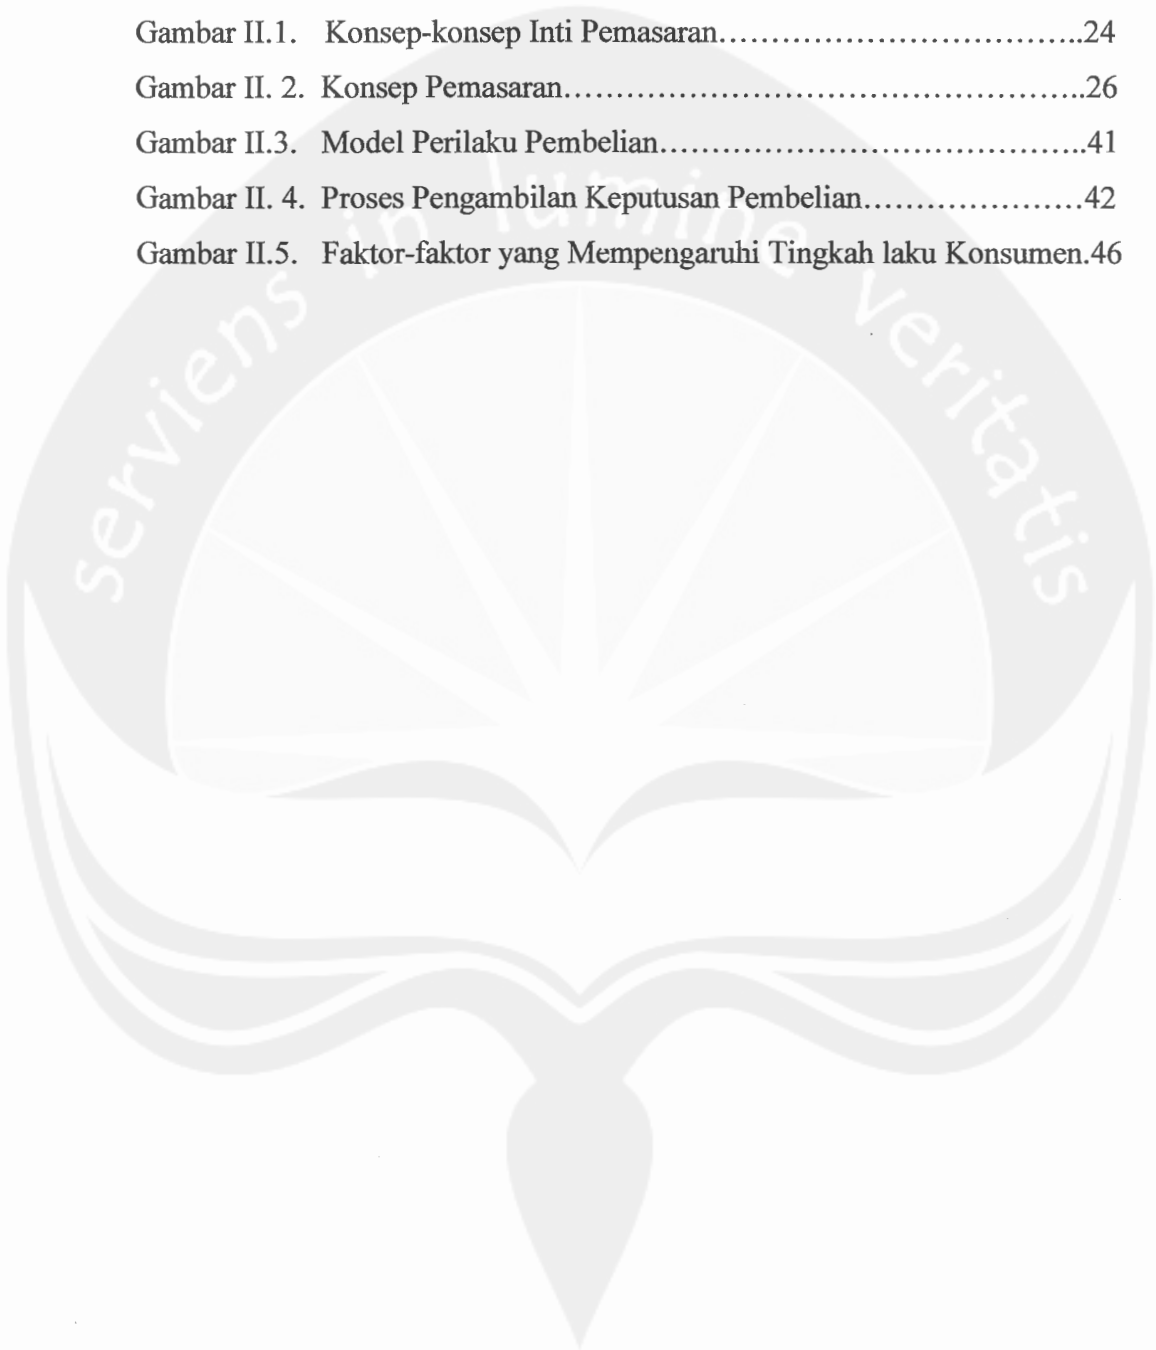 Gambar II.1. Konsep-konsep Inti Pemasaran……………………………..24
Gambar II. 2. Konsep Pemasaran…………………………………………..26
Gambar II.3. Model Perilaku Pembelian…………………………………..41
Gambar II. 4. Proses Pengambilan Keputusan Pembelian…………………42
Gambar II.5. Faktor-faktor yang Mempengaruhi Tingkah laku Konsumen.46
serviens in lumine veritatis